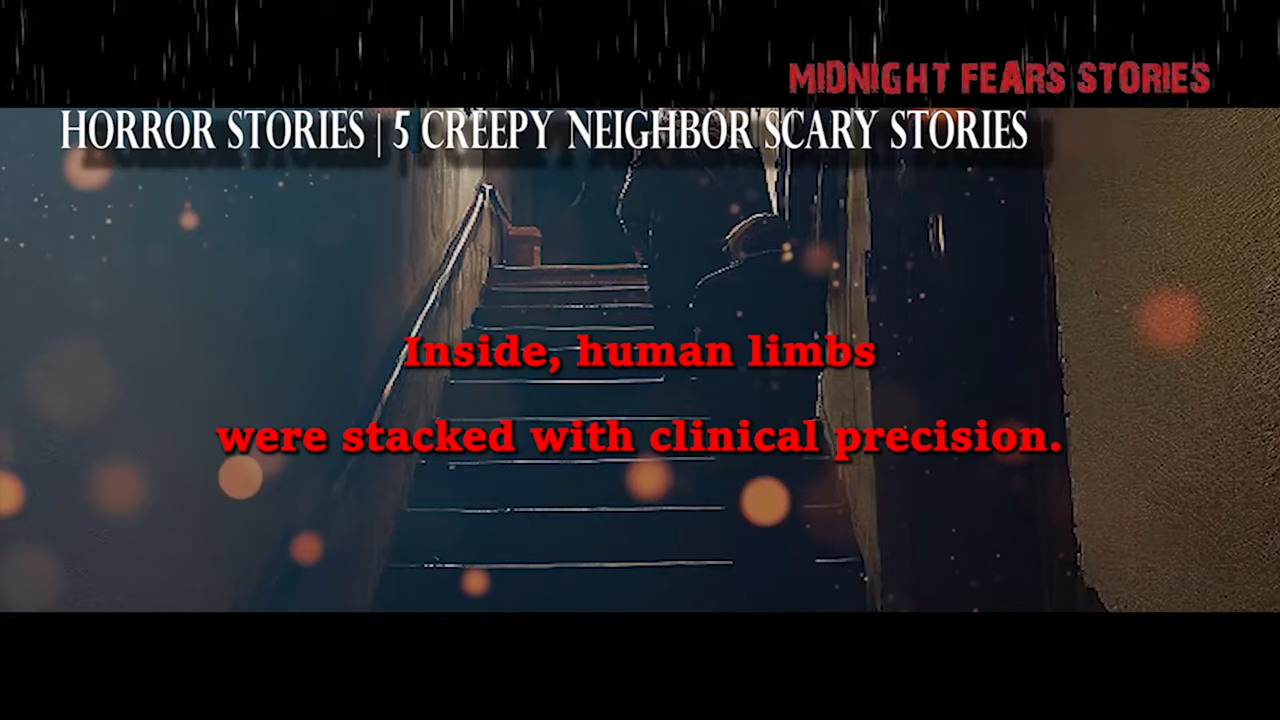 MIDNIGHT FEARS STORIES
HORROR STORIES | 5 CREEPY NEIGHBOR SCARY STORIES
Inside, human limbs
were stacked with clinical precision.